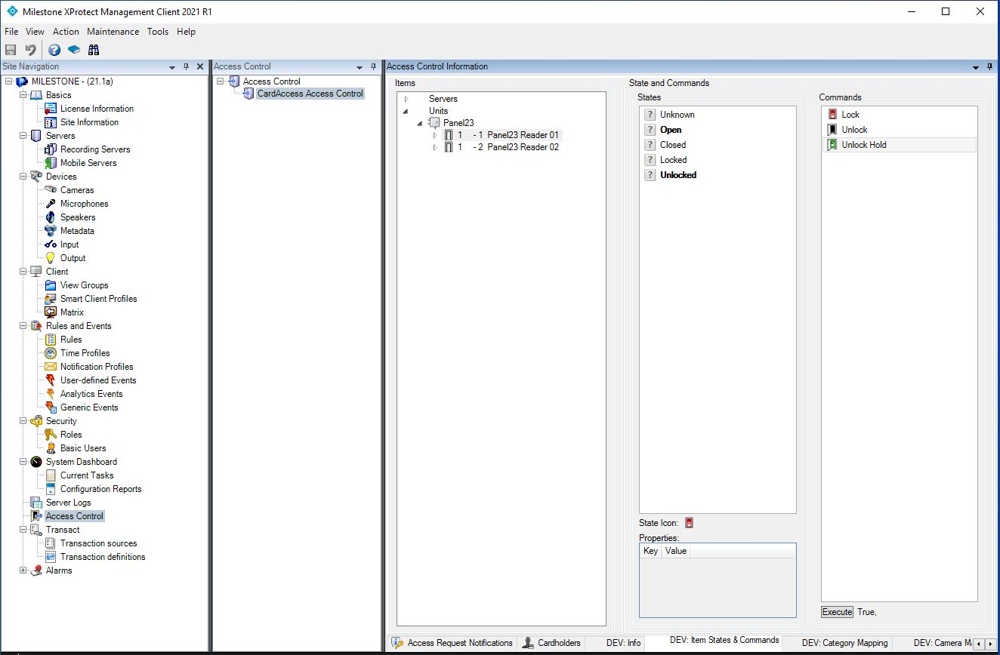 Milestone XProtect Management Client 2021 R1
File View Action Maintenance Tools Help
Site Navigation
MILESTONE - (21.1a)
Basics
License Information
Site Information
Servers
Recording Servers
Mobile Servers
Devices
Cameras
Microphones
Speakers
Metadata
Input
Output
Client
View Groups
Smart Client Profiles
Matrix
Rules and Events
Rules
Time Profiles
Notification Profiles
User-defined Events
Analytics Events
Generic Events
Security
Roles
Basic Users
System Dashboard
Current Tasks
Configuration Reports
Server Logs
Access Control
Transact
Transaction sources
Transaction definitions
Alarms
Access Control
Access Control
CardAccess Access Control
Access Control Information
Items
Servers
Units
Panel23
1 - 1 Panel23 Reader 01
1 - 2 Panel23 Reader 02
State and Commands
States
Unknown
Open
Closed
Locked
Unlocked
State Icon:
Properties:
Key Value
Commands
Lock
Unlock
Unlock Hold
Execute True,
Access Request Notifications Cardholders DEV: Info DEV: Item States & Commands DEV: Category Mapping DEV: Camera M